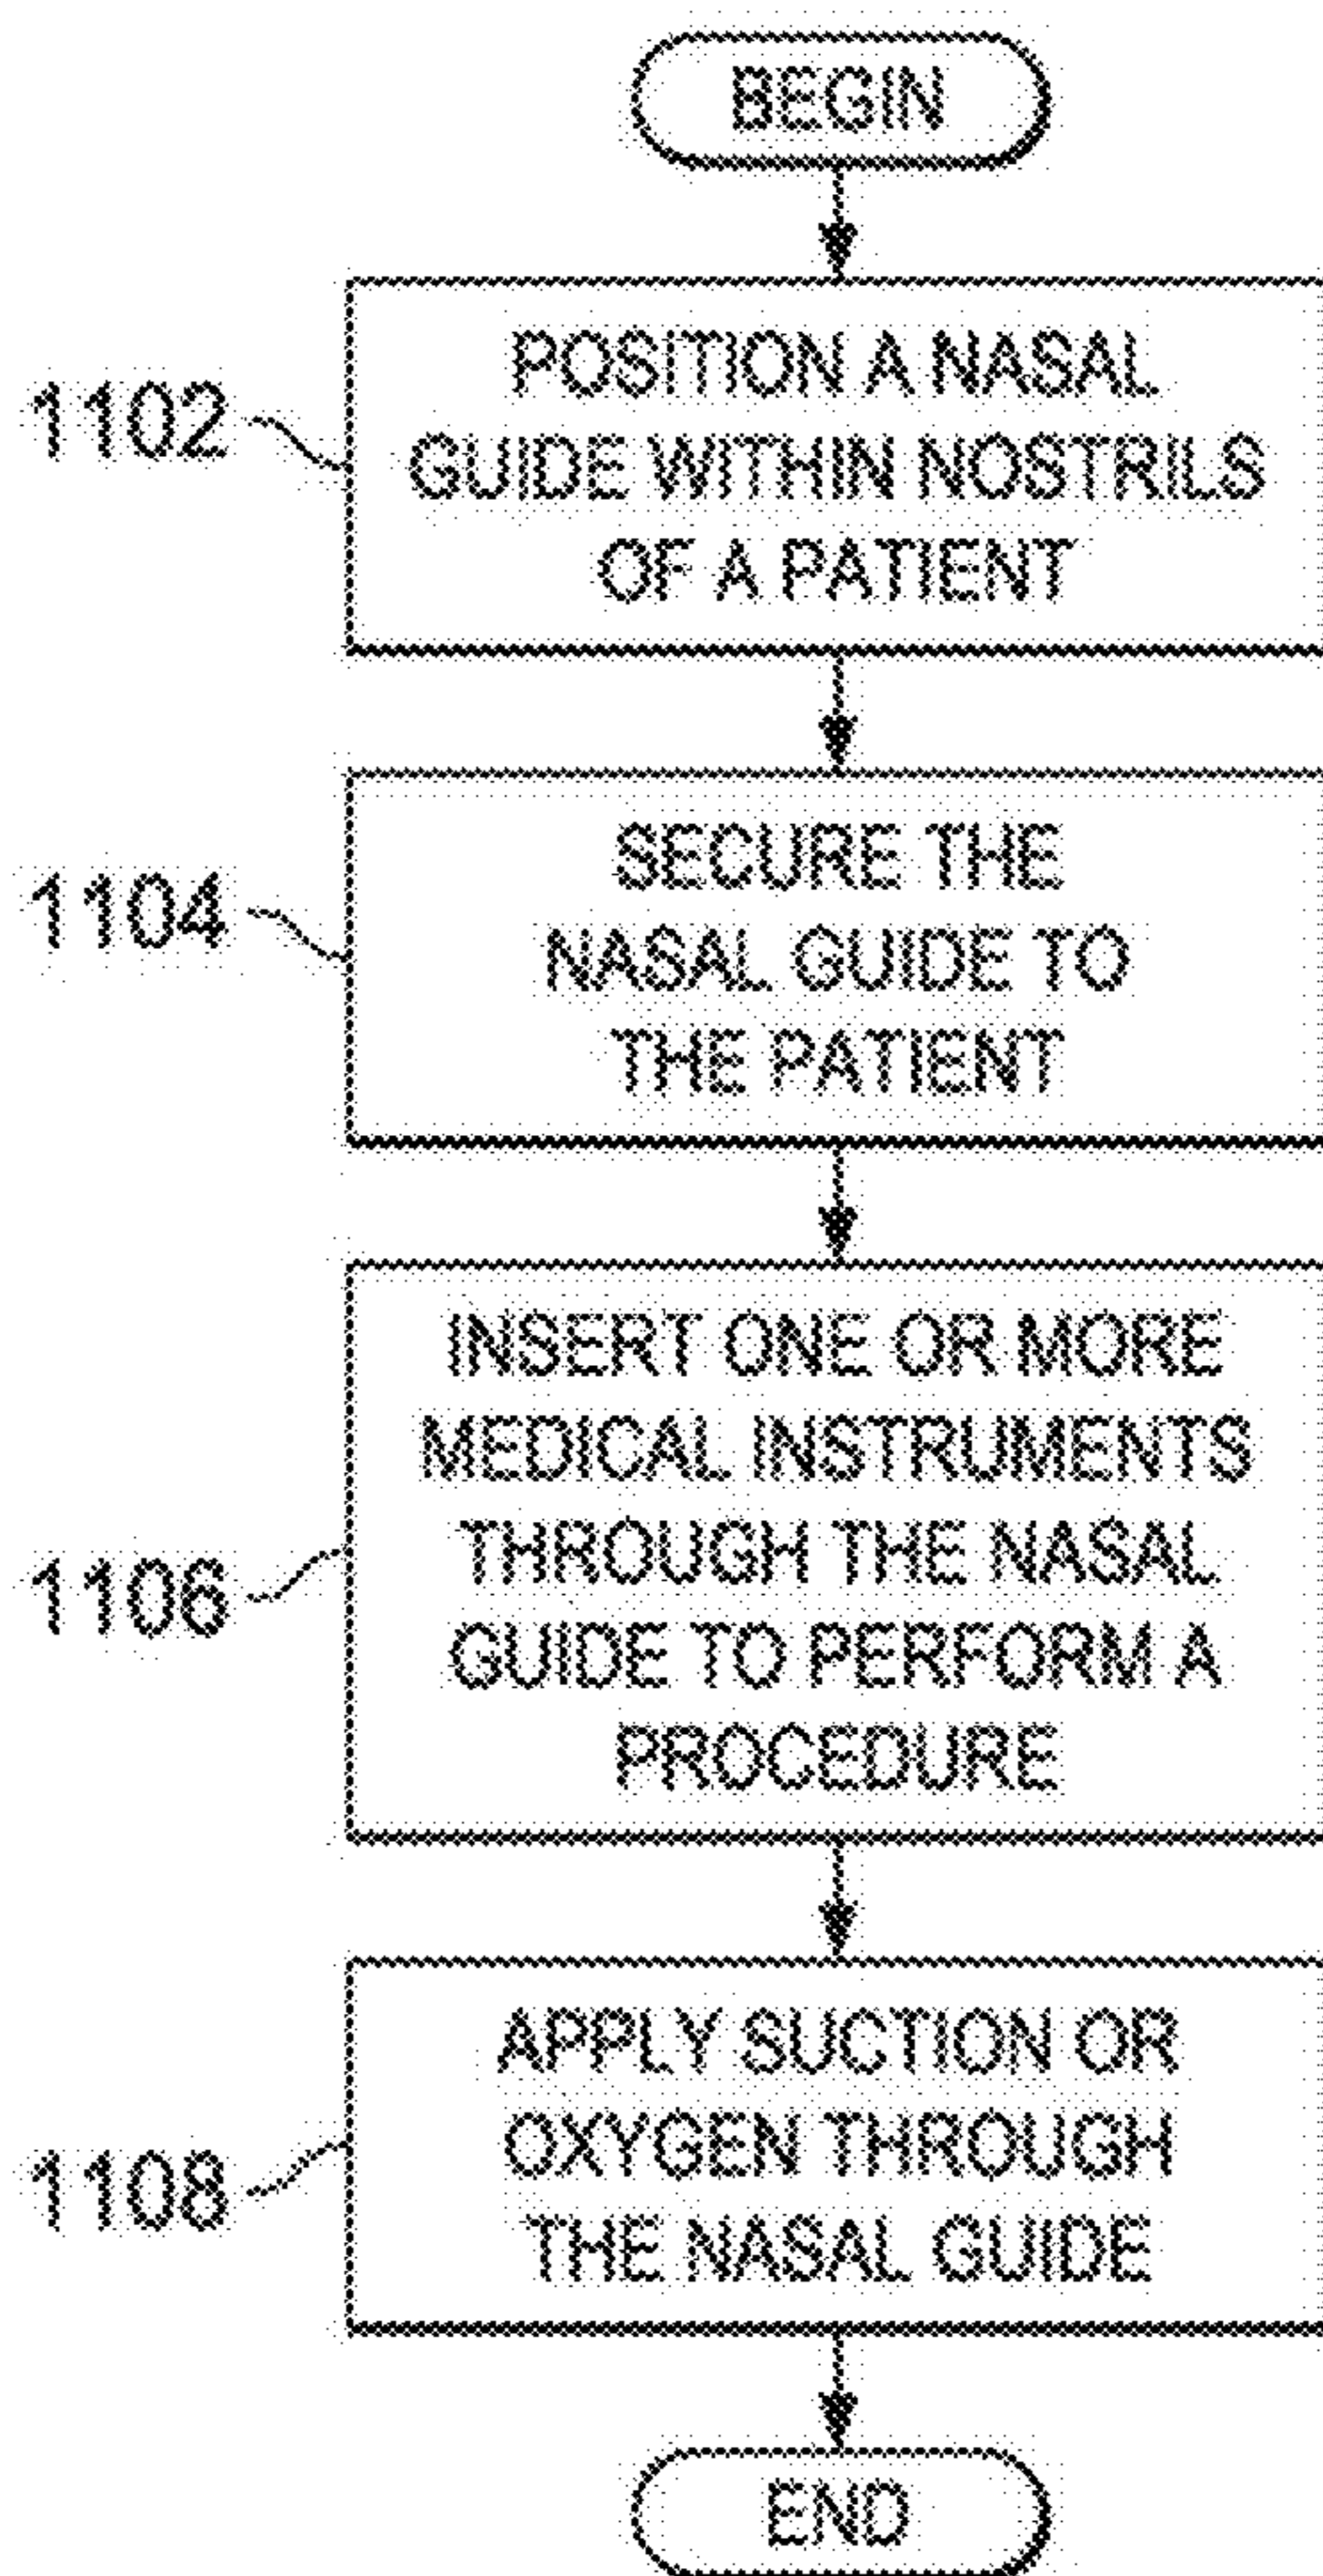 BEGIN
1102
POSITION A NASAL
GUIDE WITHIN NOSTRILS
OF A PATIENT
1104
SECURE THE
NASAL GUIDE TO
THE PATIENT
1106
INSERT ONE OR MORE
MEDICAL INSTRUMENTS
THROUGH THE NASAL
GUIDE TO PERFORM A
PROCEDURE
1108
APPLY SUCTION OR
OXYGEN THROUGH
THE NASAL GUIDE
END